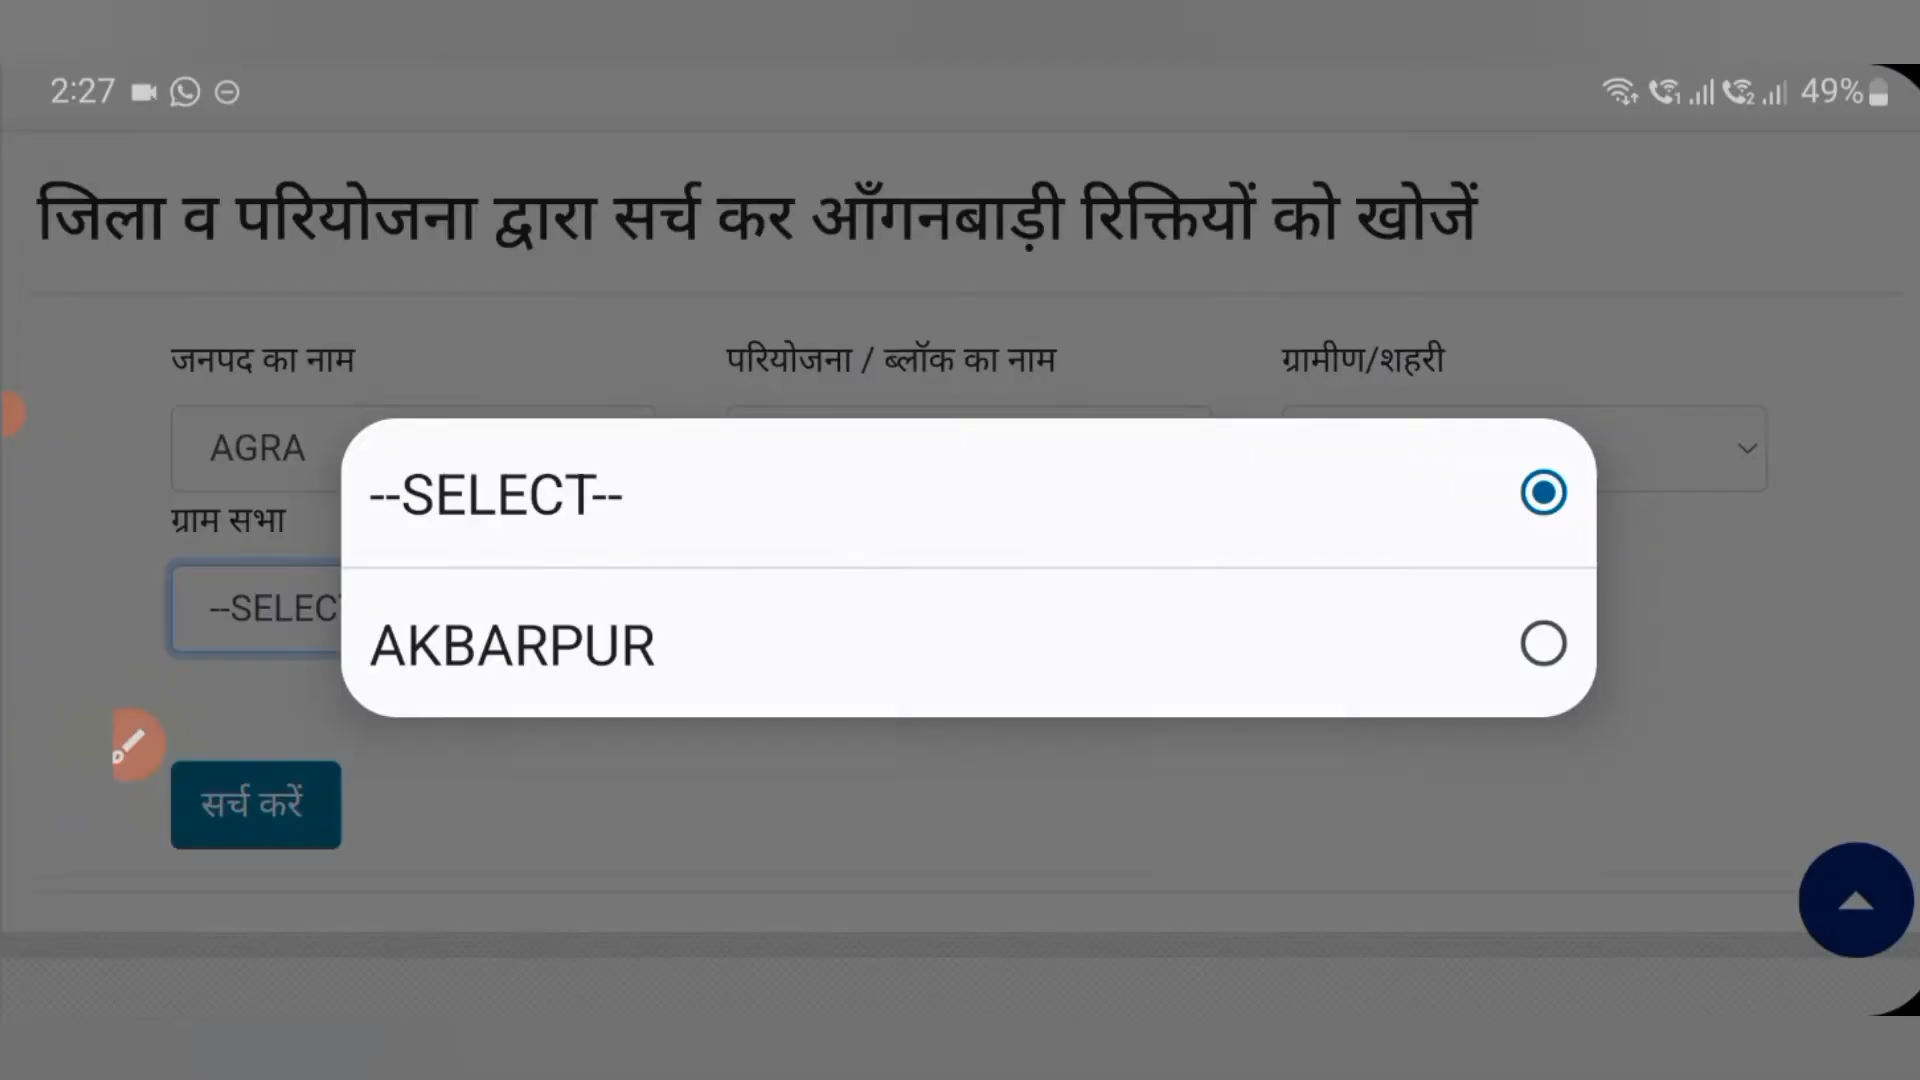 2:27 49%
जिला व परियोजना द्वारा सर्च कर आँगनबाड़ी रिक्तियों को खोजें
जनपद का नाम परियोजना / ब्लॉक का नाम ग्रामीण/शहरी
AGRA
--SELECT--
ग्राम सभा
--SELECT
AKBARPUR
सर्च करें